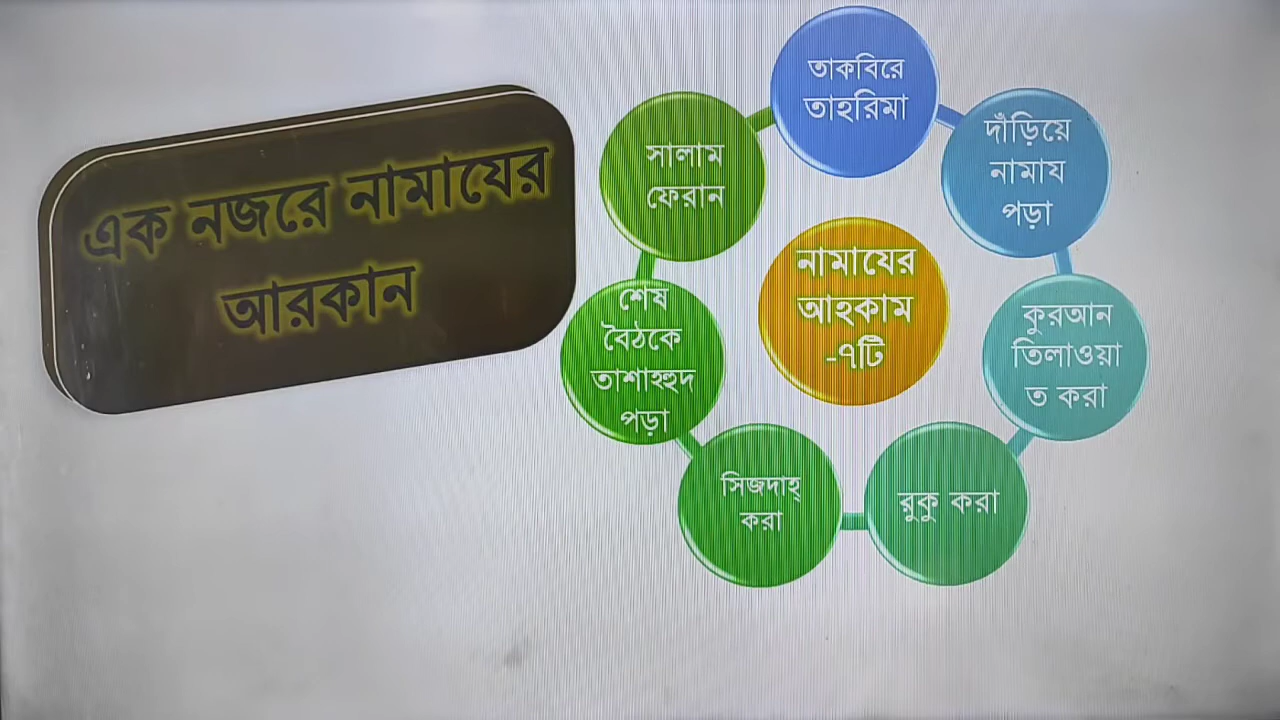 এক নজরে নামাযের
আরকান
তাকবিরে
তাহরিমা
দাঁড়িয়ে
নামায
পড়া
কুরআন
তিলাওয়া
ত করা
রুকু করা
সিজদাহ্
করা
শেষ
বৈঠকে
তাশাহহুদ
পড়া
সালাম
ফেরান
নামাযের
আহকাম
-৭টি